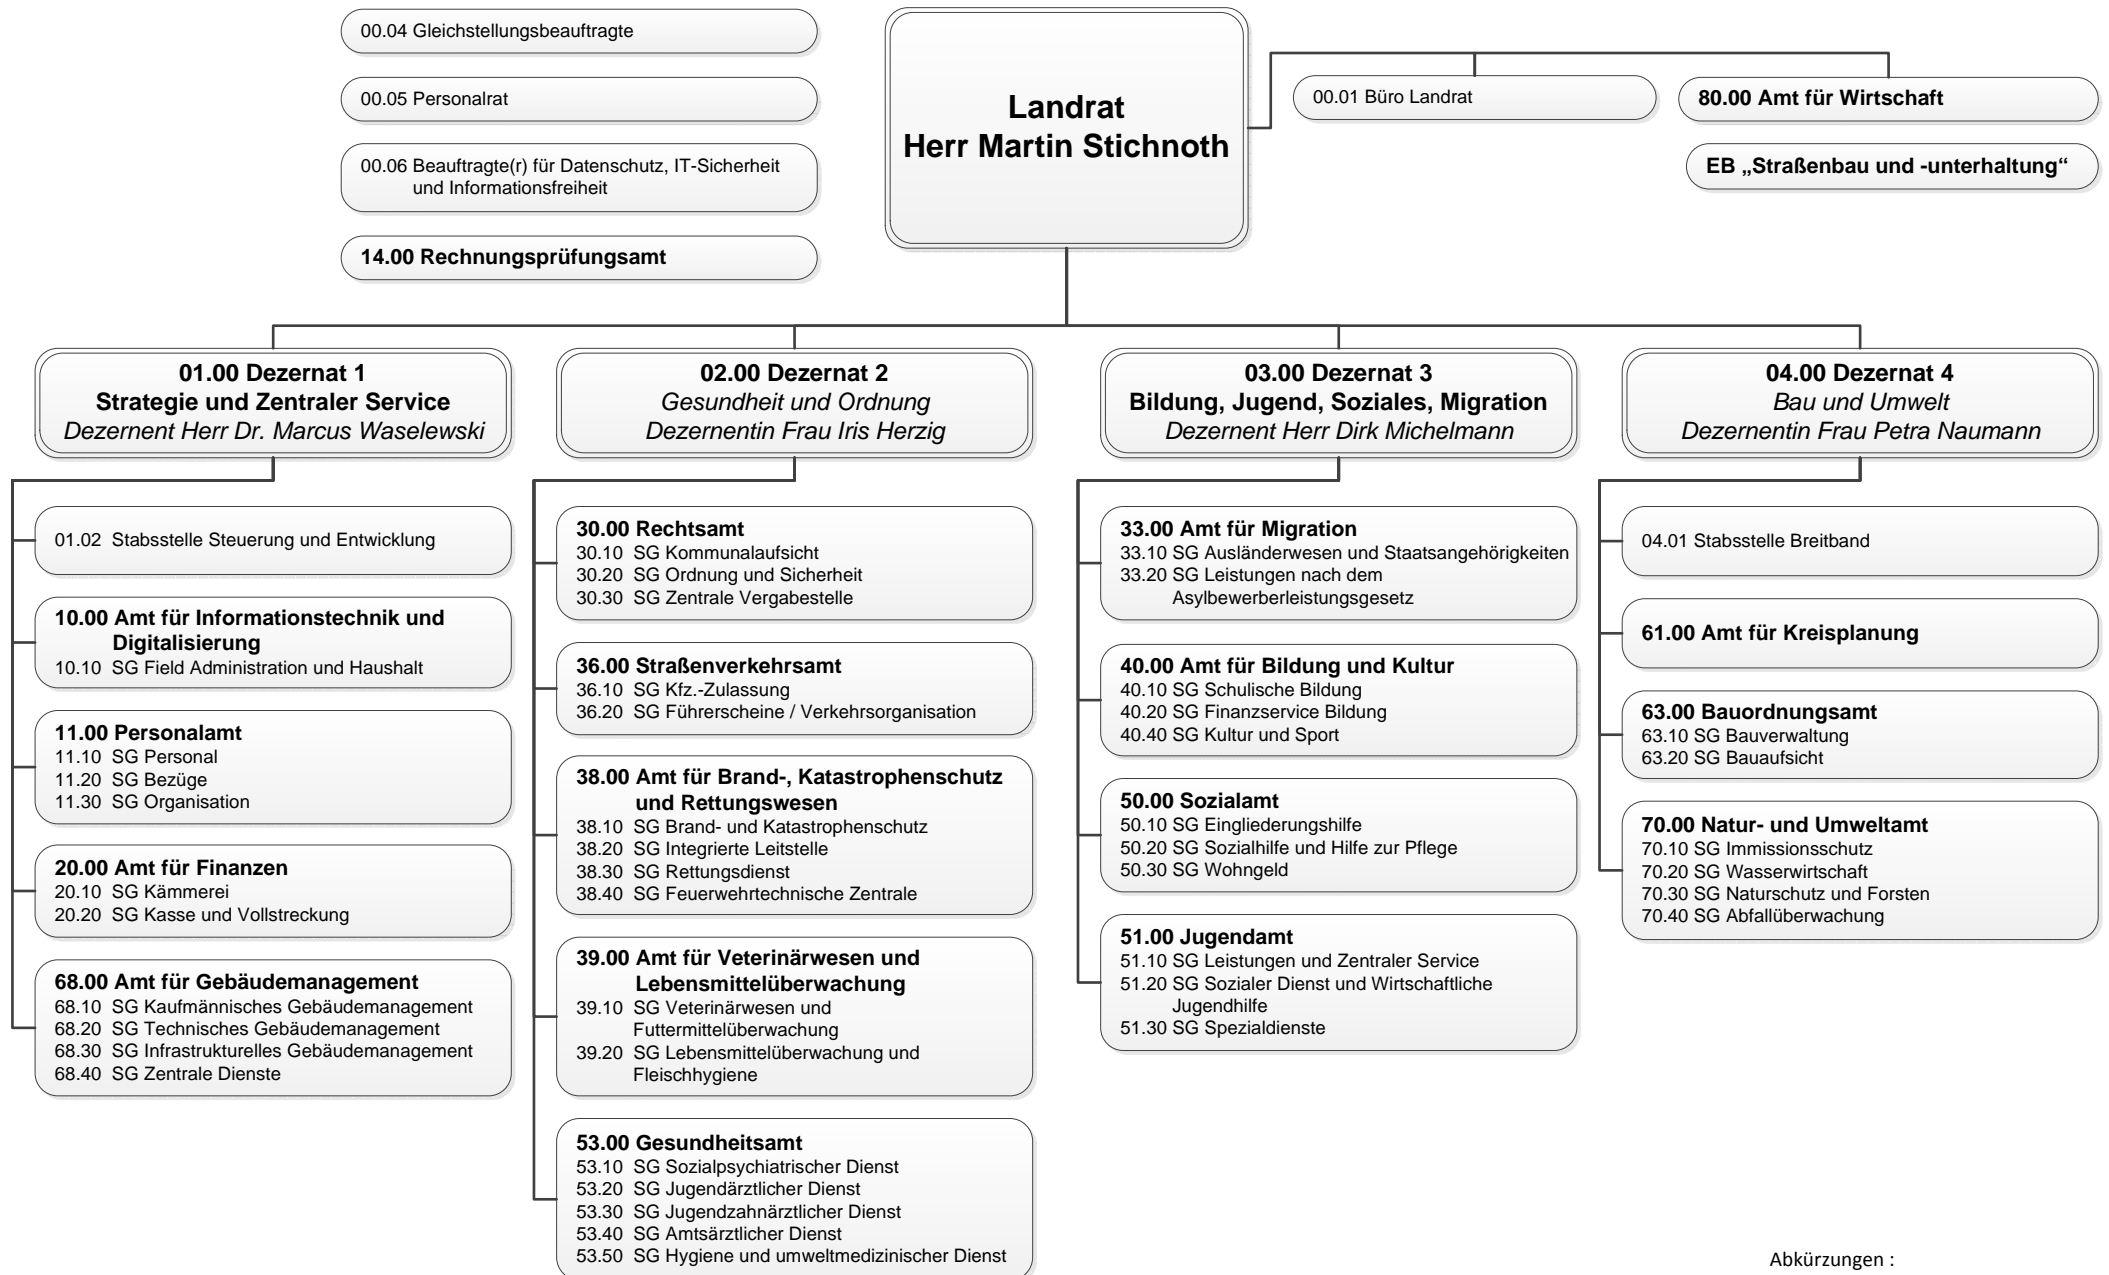 00.04 Gleichstellungsbeauftragte
00.05 Personalrat
00.06 Beauftragte(r) für Datenschutz, IT-Sicherheit
und Informationsfreiheit
14.00 Rechnungsprüfungsamt
Landrat
Herr Martin Stichnoth
00.01 Büro Landrat
80.00 Amt für Wirtschaft
EB „Straßenbau und -unterhaltung“
01.00 Dezernat 1
Strategie und Zentraler Service
Dezernent Herr Dr. Marcus Waselewski
01.02 Stabsstelle Steuerung und Entwicklung
10.00 Amt für Informationstechnik und
Digitalisierung
10.10 SG Field Administration und Haushalt
11.00 Personalamt
11.10 SG Personal
11.20 SG Bezüge
11.30 SG Organisation
20.00 Amt für Finanzen
20.10 SG Kämmerei
20.20 SG Kasse und Vollstreckung
68.00 Amt für Gebäudemanagement
68.10 SG Kaufmännisches Gebäudemanagement
68.20 SG Technisches Gebäudemanagement
68.30 SG Infrastrukturelles Gebäudemanagement
68.40 SG Zentrale Dienste
02.00 Dezernat 2
Gesundheit und Ordnung
Dezernentin Frau Iris Herzig
30.00 Rechtsamt
30.10 SG Kommunalaufsicht
30.20 SG Ordnung und Sicherheit
30.30 SG Zentrale Vergabestelle
36.00 Straßenverkehrsamt
36.10 SG Kfz.-Zulassung
36.20 SG Führerscheine / Verkehrsorganisation
38.00 Amt für Brand-, Katastrophenschutz
und Rettungswesen
38.10 SG Brand- und Katastrophenschutz
38.20 SG Integrierte Leitstelle
38.30 SG Rettungsdienst
38.40 SG Feuerwehrtechnische Zentrale
39.00 Amt für Veterinärwesen und
Lebensmittelüberwachung
39.10 SG Veterinärwesen und
Futtermittelüberwachung
39.20 SG Lebensmittelüberwachung und
Fleischhygiene
53.00 Gesundheitsamt
53.10 SG Sozialpsychiatrischer Dienst
53.20 SG Jugendärztlicher Dienst
53.30 SG Jugendzahnärztlicher Dienst
53.40 SG Amtsärztlicher Dienst
53.50 SG Hygiene und umweltmedizinischer Dienst
03.00 Dezernat 3
Bildung, Jugend, Soziales, Migration
Dezernent Herr Dirk Michelmann
33.00 Amt für Migration
33.10 SG Ausländerwesen und Staatsangehörigkeiten
33.20 SG Leistungen nach dem
Asylbewerberleistungsgesetz
40.00 Amt für Bildung und Kultur
40.10 SG Schulische Bildung
40.20 SG Finanzservice Bildung
40.40 SG Kultur und Sport
50.00 Sozialamt
50.10 SG Eingliederungshilfe
50.20 SG Sozialhilfe und Hilfe zur Pflege
50.30 SG Wohngeld
51.00 Jugendamt
51.10 SG Leistungen und Zentraler Service
51.20 SG Sozialer Dienst und Wirtschaftliche
Jugendhilfe
51.30 SG Spezialdienste
04.00 Dezernat 4
Bau und Umwelt
Dezernentin Frau Petra Naumann
04.01 Stabsstelle Breitband
61.00 Amt für Kreisplanung
63.00 Bauordnungsamt
63.10 SG Bauverwaltung
63.20 SG Bauaufsicht
70.00 Natur- und Umweltamt
70.10 SG Immissionsschutz
70.20 SG Wasserwirtschaft
70.30 SG Naturschutz und Forsten
70.40 SG Abfallüberwachung
Abkürzungen :